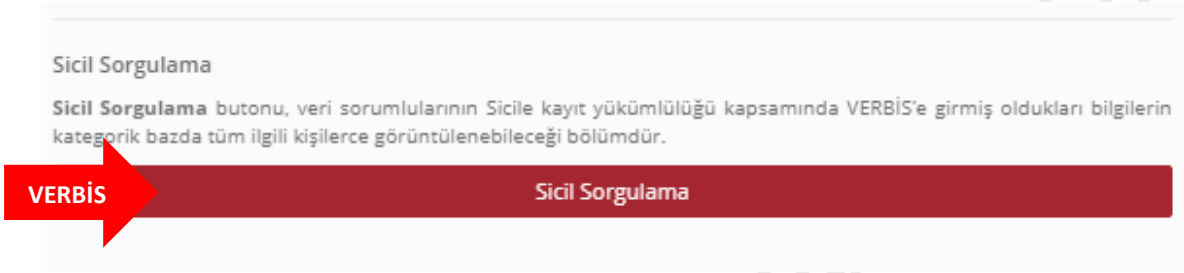 Sicil Sorgulama
Sicil Sorgulama butonu, veri sorumlularının Sicile kayıt yükümlülüğü kapsamında VERBİS'e girmiş oldukları bilgilerin
kategorik bazda tüm ilgili kişilerce görüntülenebileceği bölümdür.
VERBİS
Sicil Sorgulama